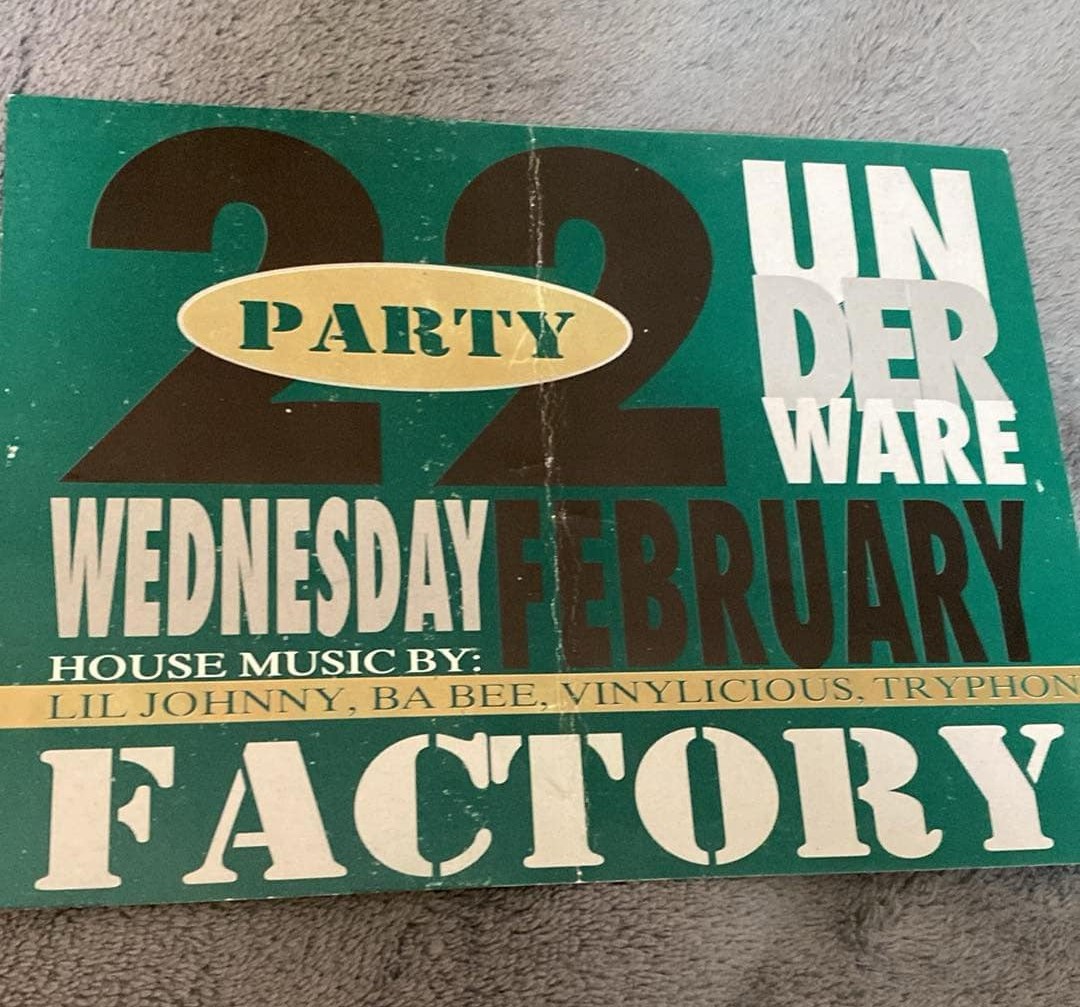 22
PARTY
UN
DER
WARE
WEDNESDAY FEBRUARY
HOUSE MUSIC BY:
LIL JOHNNY, BA BEE, VINYLICIOUS, TRYPHON
FACTORY